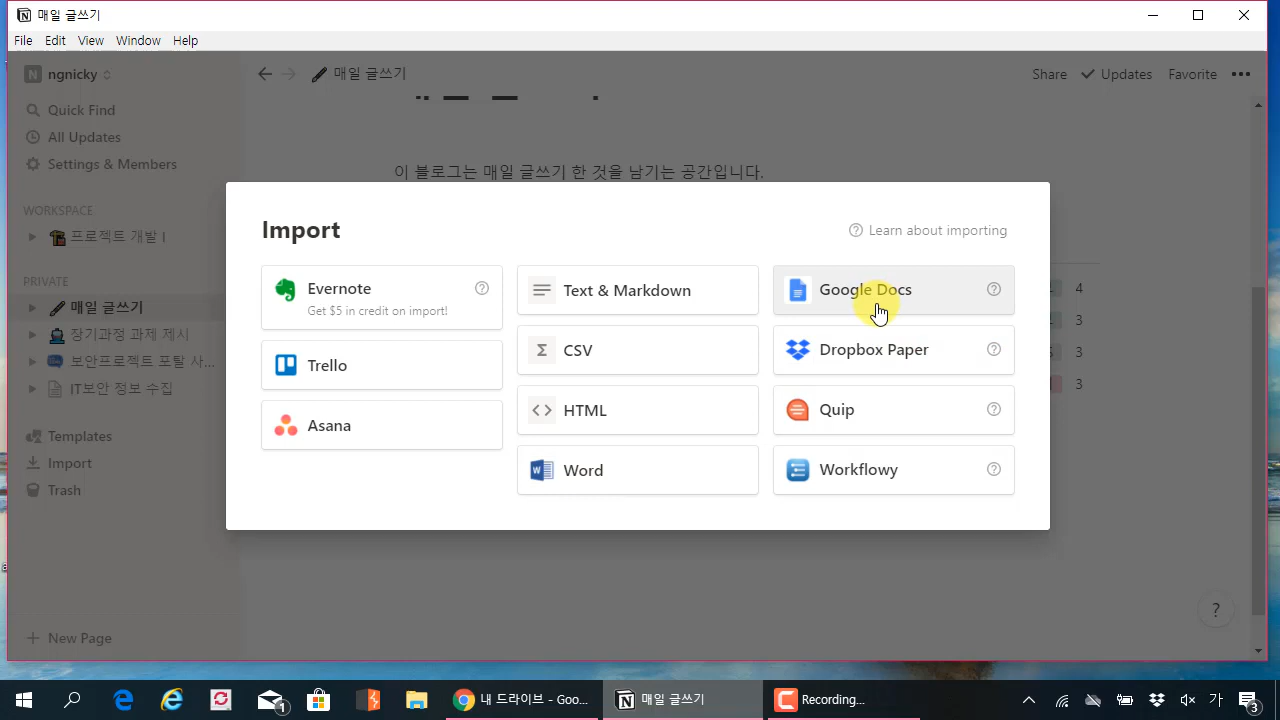 매일 글쓰기
File Edit View Window Help
ngnicky
매일 글쓰기
Share Updates Favorite
Quick Find
All Updates
Settings & Members
이 블로그는 매일 글쓰기 한 것을 남기는 공간입니다.
WORKSPACE
프로젝트 개발 I
PRIVATE
매일 글쓰기
장기과정 과제 제시
보안프로젝트 포탈 사...
IT보안 정보 수집
Templates
Import
Trash
New Page
Import
Learn about importing
Evernote
Get $5 in credit on import!
Trello
Asana
Text & Markdown
CSV
HTML
Word
Google Docs
Dropbox Paper
Quip
Workflowy
4
3
3
3
?
내 드라이브 - Goo...
매일 글쓰기
Recording...
가
1
3